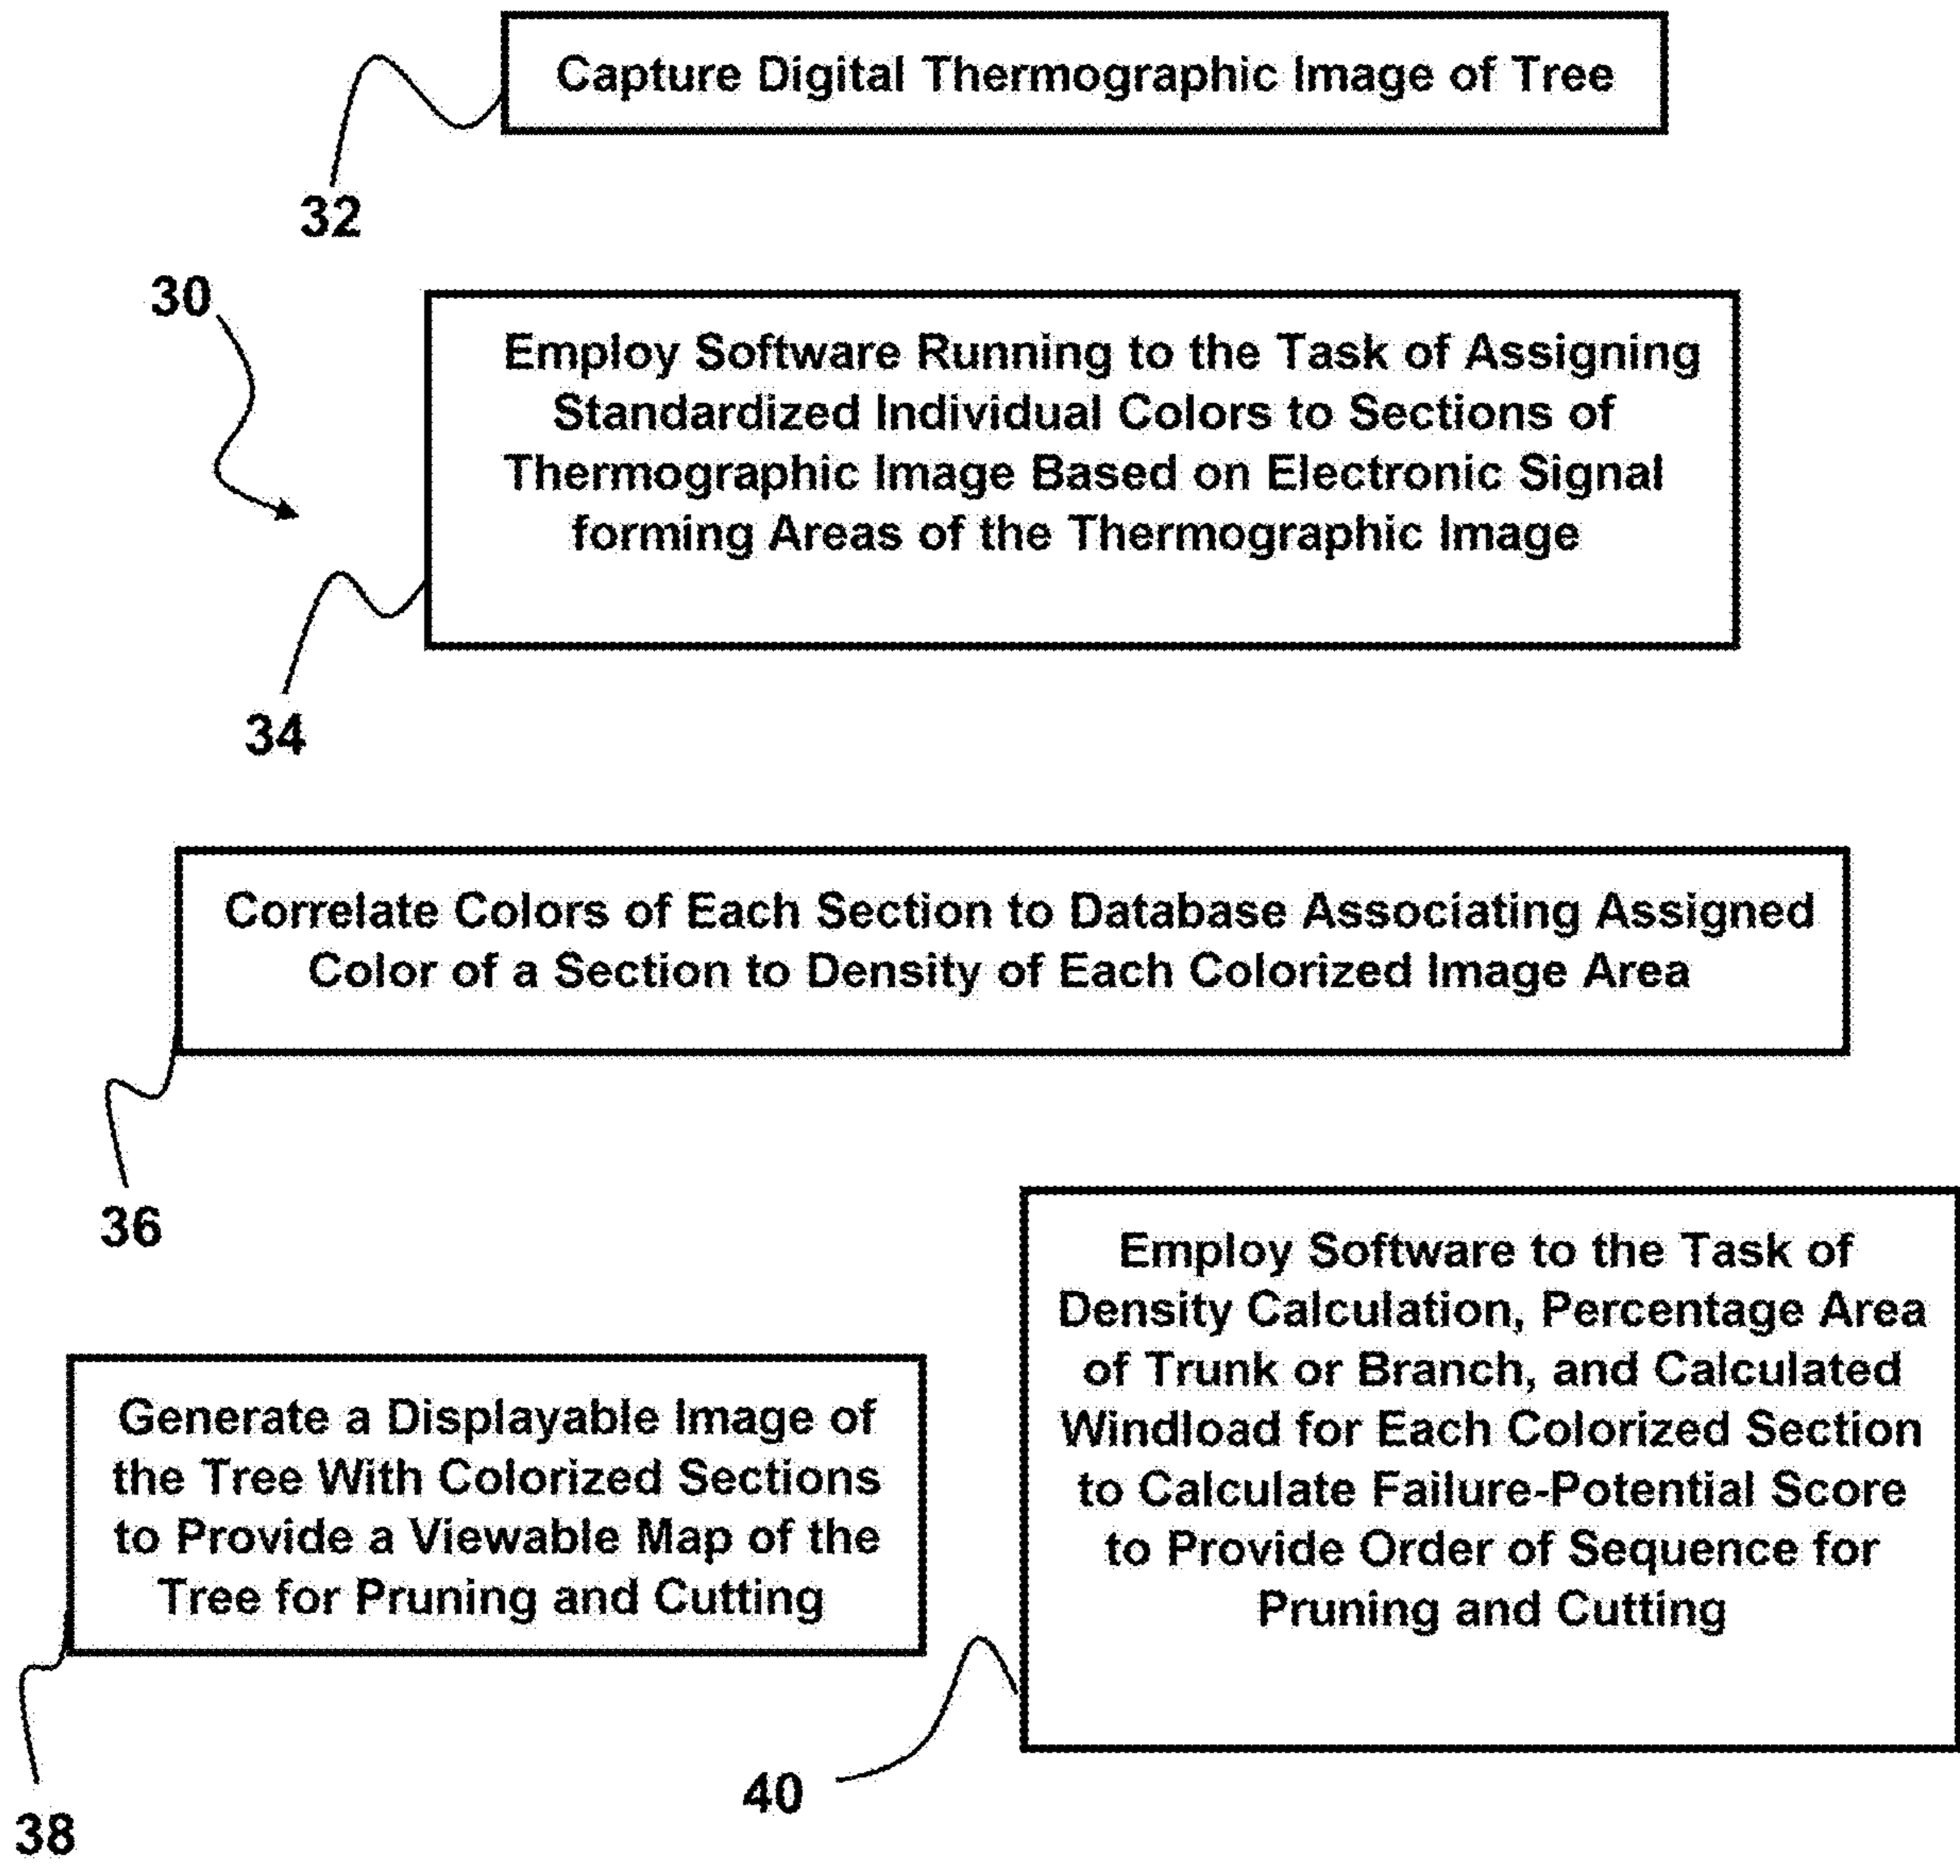 Capture Digital Thermographic Image of Tree
32
30
Employ Software Running to the Task of Assigning
Standardized Individual Colors to Sections of
Thermographic Image Based on Electronic Signal
forming Areas of the Thermographic Image
34
Correlate Colors of Each Section to Database Associating Assigned
Color of a Section to Density of Each Colorized Image Area
36
Generate a Displayable Image of
the Tree With Colorized Sections
to Provide a Viewable Map of the
Tree for Pruning and Cutting
38
Employ Software to the Task of
Density Calculation, Percentage Area
of Trunk or Branch, and Calculated
Windload for Each Colorized Section
to Calculate Failure-Potential Score
to Provide Order of Sequence for
Pruning and Cutting
40